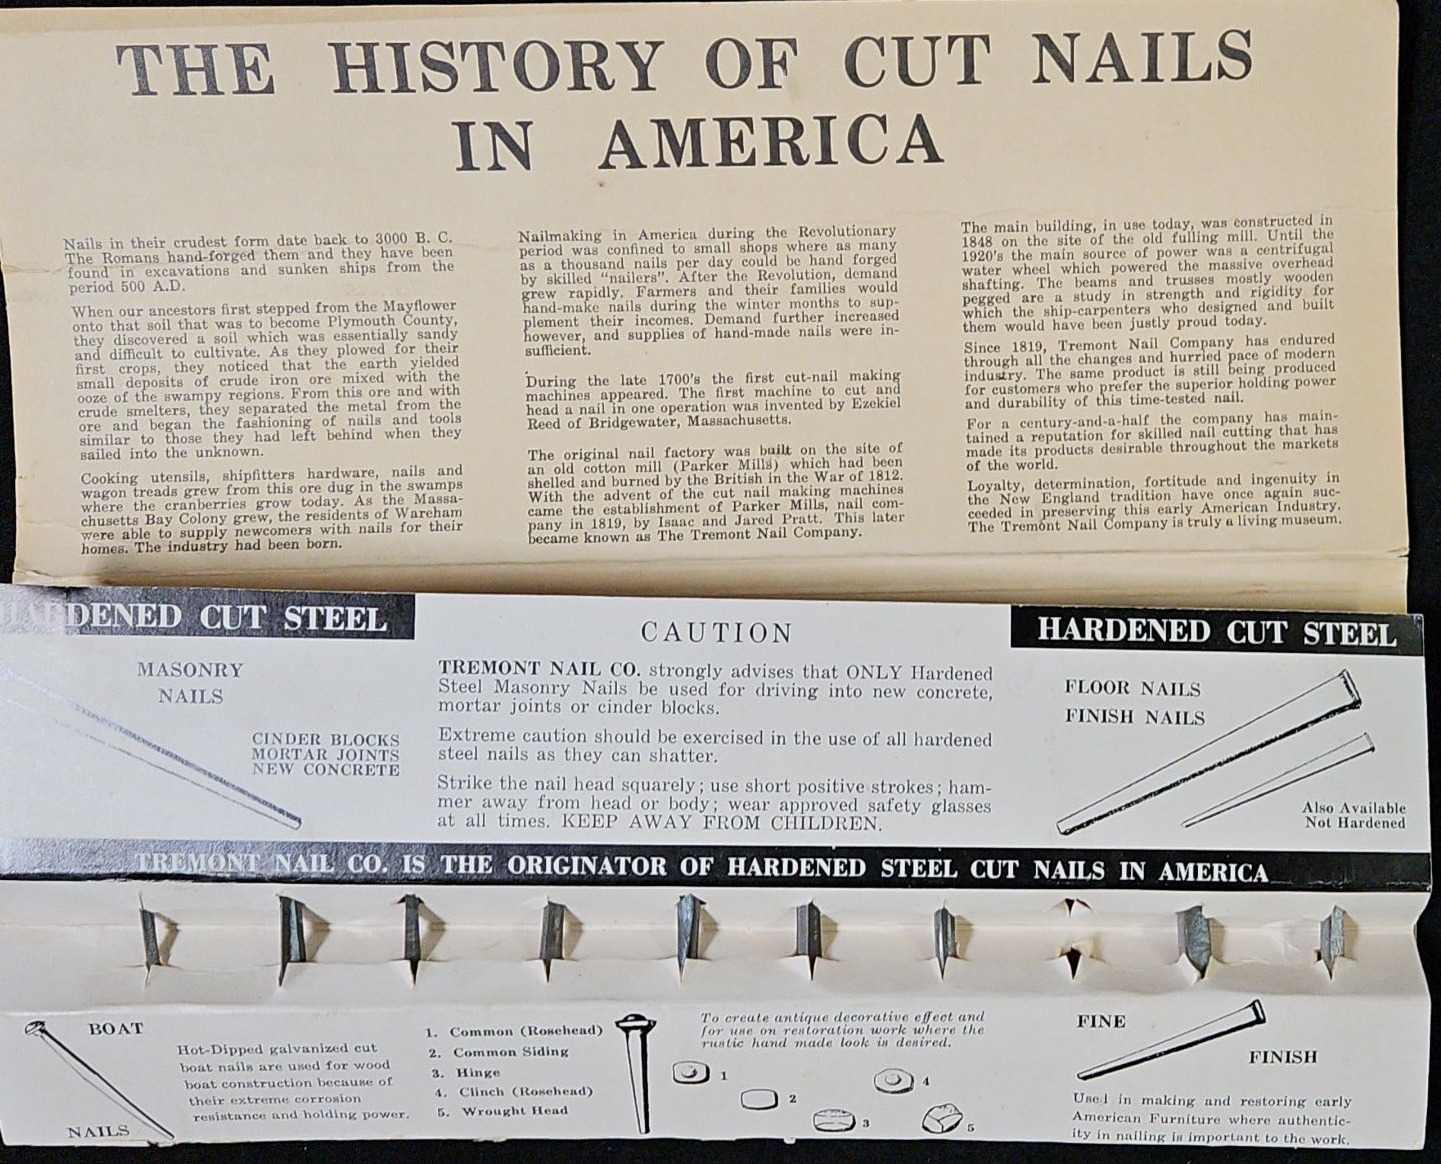 THE HISTORY OF CUT NAILS
IN AMERICA
Nails in their crudest form date back to 3000 B. C.
The Romans hand-forged them and they have been
found in excavations and sunken ships from the
period 500 A.D.
When our ancestors first stepped from the Mayflower
onto that soil that was to become Plymouth County,
they discovered a soil which was essentially sandy
and difficult to cultivate. As they plowed for their
first crops, they noticed that the earth yielded
small deposits of crude iron ore mixed with the
ooze of the swampy regions. From this ore and with
crude smelters, they separated the metal from the
ore and began the fashioning of nails and tools
similar to those they had left behind when they
sailed into the unknown.
Cooking utensils, shipfitters hardware, nails and
wagon treads grew from this ore dug in the swamps
where the cranberries grow today. As the Massa-
chusetts Bay Colony grew, the residents of Wareham
were able to supply newcomers with nails for their
homes. The industry had been born.
Nailmaking in America during the Revolutionary
period was confined to small shops where as many
as a thousand nails per day could be hand forged
by skilled "nailers". After the Revolution, demand
grew rapidly. Farmers and their families would
hand-make nails during the winter months to sup-
plement their incomes. Demand further increased
however, and supplies of hand-made nails were in-
sufficient.
During the late 1700's the first cut-nail making
machines appeared. The first machine to cut and
head a nail in one operation was invented by Ezekiel
Reed of Bridgewater, Massachusetts.
The original nail factory was built on the site of
an old cotton mill (Parker Mills) which had been
shelled and burned by the British in the War of 1812.
With the advent of the cut nail making machines
came the establishment of Parker Mills, nail com-
pany in 1819, by Isaac and Jared Pratt. This later
became known as The Tremont Nail Company.
The main building, in use today, was constructed in
1848 on the site of the old fulling mill. Until the
1920's the main source of power was a centrifugal
water wheel which powered the massive overhead
shafting. The beams and trusses mostly wooden
pegged are a study in strength and rigidity for
which the ship-carpenters who designed and built
them would have been justly proud today.
Since 1819, Tremont Nail Company has endured
through all the changes and hurried pace of modern
industry. The same product is still being produced
for customers who prefer the superior holding power
and durability of this time-tested nail.
For a century-and-a-half the company has main-
tained a reputation for skilled nail cutting that has
made its products desirable throughout the markets
of the world.
Loyalty, determination, fortitude and ingenuity in
the New England tradition have once again suc-
ceeded in preserving this early American Industry.
The Tremont Nail Company is truly a living museum.
HARDENED CUT STEEL
MASONRY
NAILS
CINDER BLOCKS
MORTAR JOINTS
NEW CONCRETE
CAUTION
TREMONT NAIL CO. strongly advises that ONLY Hardened
Steel Masonry Nails be used for driving into new concrete,
mortar joints or cinder blocks.
Extreme caution should be exercised in the use of all hardened
steel nails as they can shatter.
Strike the nail head squarely; use short positive strokes; ham-
mer away from head or body; wear approved safety glasses
at all times. KEEP AWAY FROM CHILDREN.
HARDENED CUT STEEL
FLOOR NAILS
FINISH NAILS
Also Available
Not Hardened
TREMONT NAIL CO. IS THE ORIGINATOR OF HARDENED STEEL CUT NAILS IN AMERICA
BOAT
Hot-Dipped galvanized cut
boat nails are used for wood
boat construction because of
their extreme corrosion
resistance and holding power.
NAILS
1. Common (Rosehead)
2. Common Siding
3. Hinge
4. Clinch (Rosehead)
5. Wrought Head
To create antique decorative effect and
for use on restoration work where the
rustic hand made look is desired.
1
2
3
4
5
FINE
FINISH
Used in making and restoring early
American Furniture where authentic-
ity in nailing is important to the work.